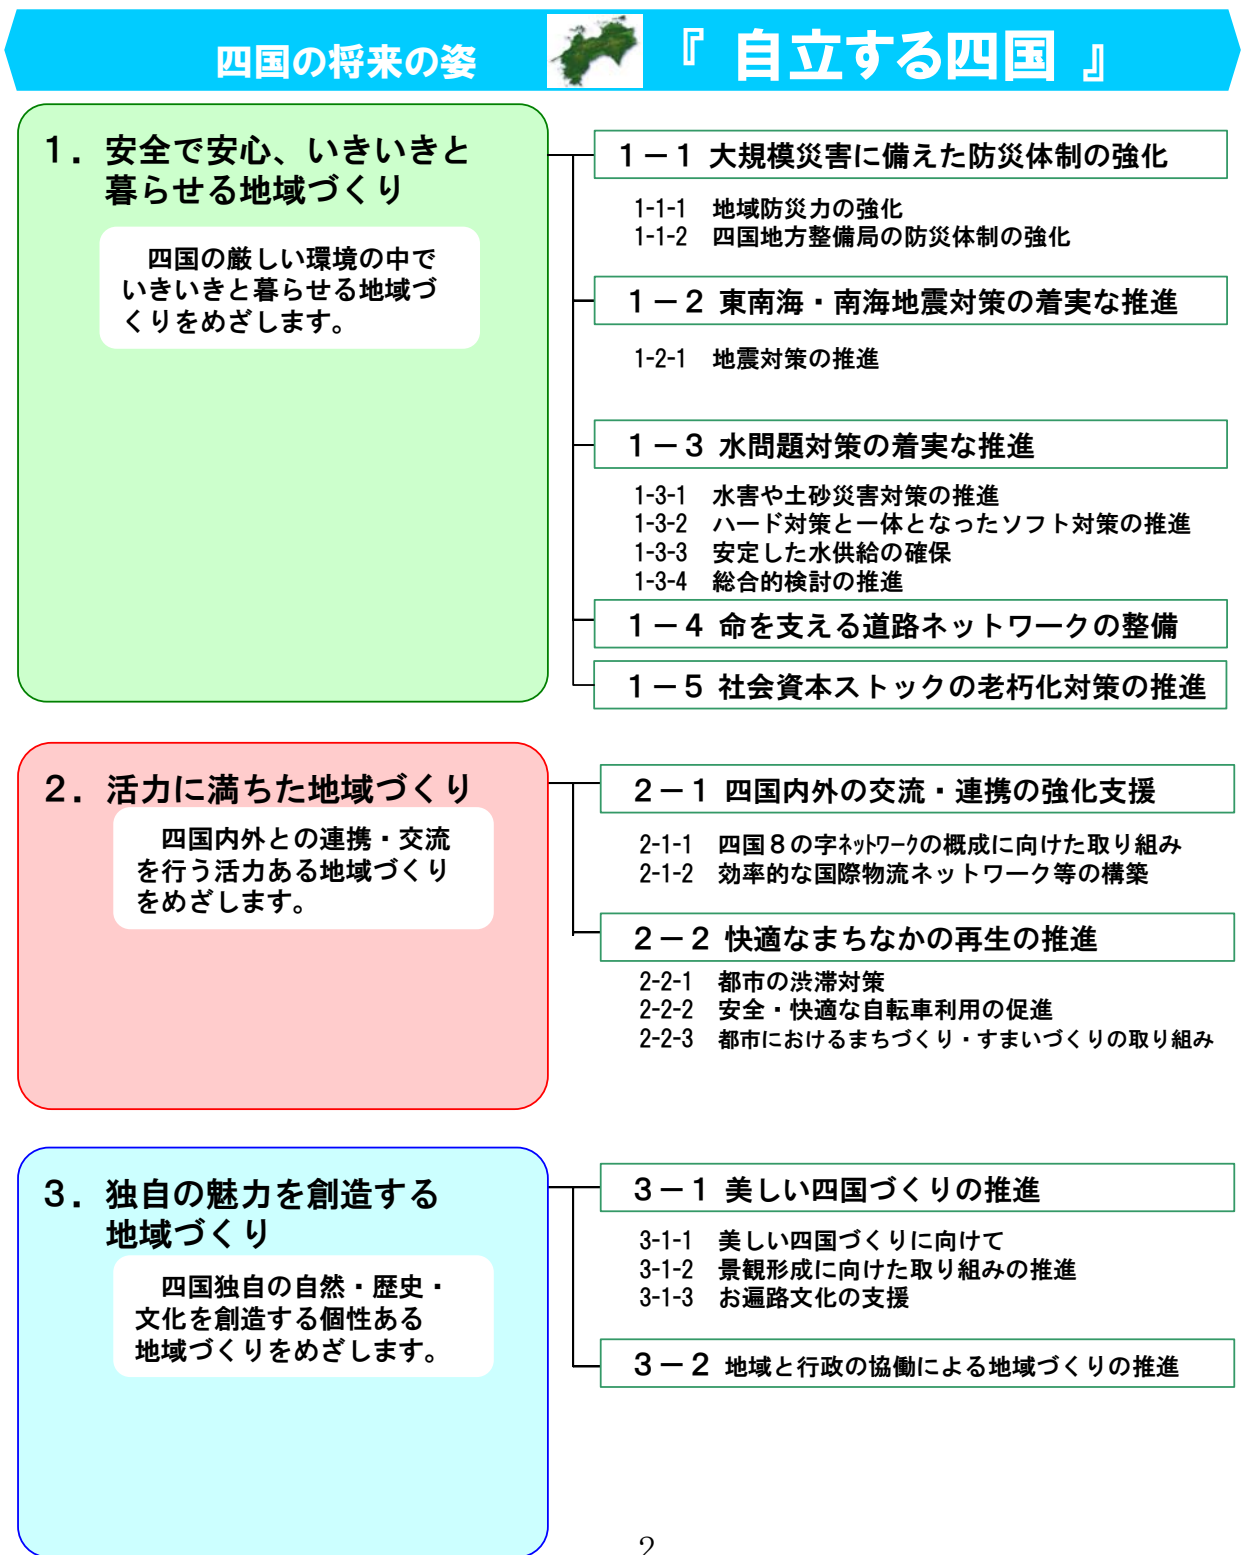 四国の将来の姿
『 自立する四国 』
１．安全で安心、いきいきと
暮らせる地域づくり
四国の厳しい環境の中で
いきいきと暮らせる地域づ
くりをめざします。
１－１ 大規模災害に備えた防災体制の強化
1-1-1 地域防災力の強化
1-1-2 四国地方整備局の防災体制の強化
１－２ 東南海・南海地震対策の着実な推進
1-2-1 地震対策の推進
１－３ 水問題対策の着実な推進
1-3-1 水害や土砂災害対策の推進
1-3-2 ハード対策と一体となったソフト対策の推進
1-3-3 安定した水供給の確保
1-3-4 総合的検討の推進
１－４ 命を支える道路ネットワークの整備
１－５ 社会資本ストックの老朽化対策の推進
２．活力に満ちた地域づくり
四国内外との連携・交流
を行う活力ある地域づくり
をめざします。
２－１ 四国内外の交流・連携の強化支援
2-1-1 四国８の字ﾈｯﾄﾜｰｸの概成に向けた取り組み
2-1-2 効率的な国際物流ネットワーク等の構築
２－２ 快適なまちなかの再生の推進
2-2-1 都市の渋滞対策
2-2-2 安全・快適な自転車利用の促進
2-2-3 都市におけるまちづくり・すまいづくりの取り組み
３．独自の魅力を創造する
地域づくり
四国独自の自然・歴史・
文化を創造する個性ある
地域づくりをめざします。
３－１ 美しい四国づくりの推進
3-1-1 美しい四国づくりに向けて
3-1-2 景観形成に向けた取り組みの推進
3-1-3 お遍路文化の支援
３－２ 地域と行政の協働による地域づくりの推進
2